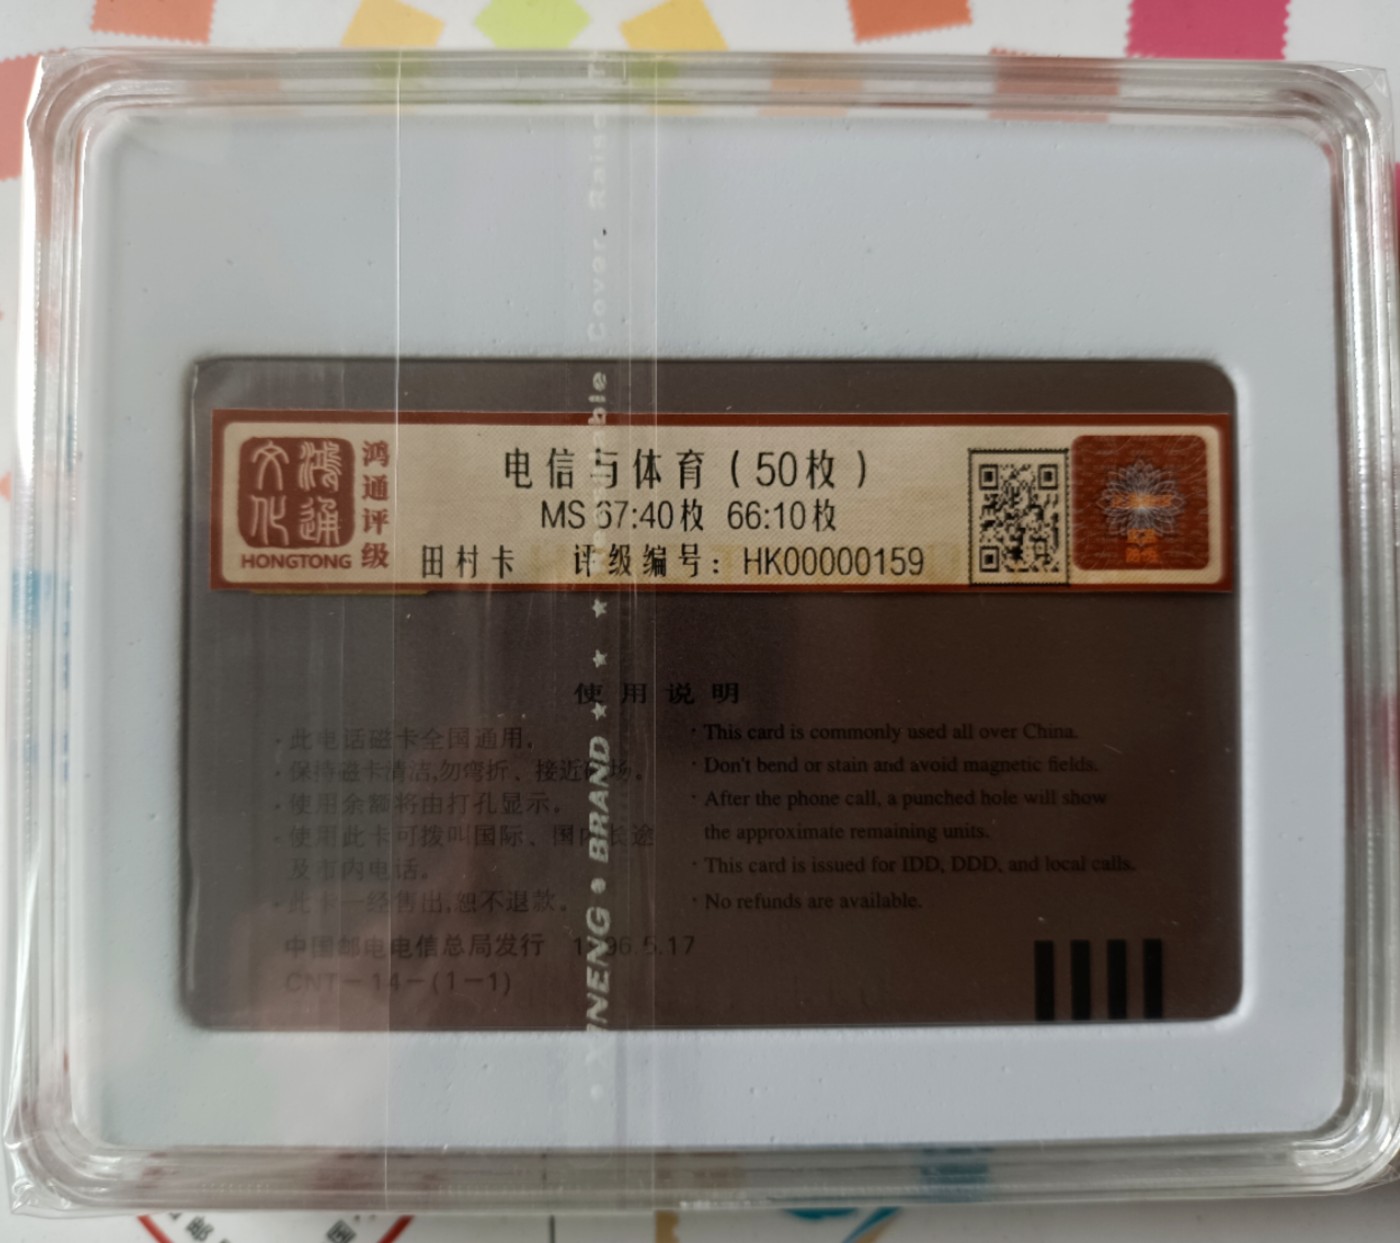 鸿通文化
HONGTONG
鸿通评级
电信与体育(50枚)
MS 67:40枚 66:10枚
田村卡 评级编号: HK00000159
使用说明
·此电话磁卡全国通用。
·保持磁卡清洁,勿弯折、接近磁场。
·使用余额将由打孔显示。
·使用此卡可拨叫国际、国内长途
及市内电话。
·此卡一经售出,恕不退款。
中国邮电电信总局发行 1996.5.17
CNT-14-(1-1)
· This card is commonly used all over China.
· Don't bend or stain and avoid magnetic fields.
· After the phone call, a punched hole will show
the approximate remaining units.
· This card is issued for IDD, DDD, and local calls.
· No refunds are available.
BRAND ★ ★ ★
Cover